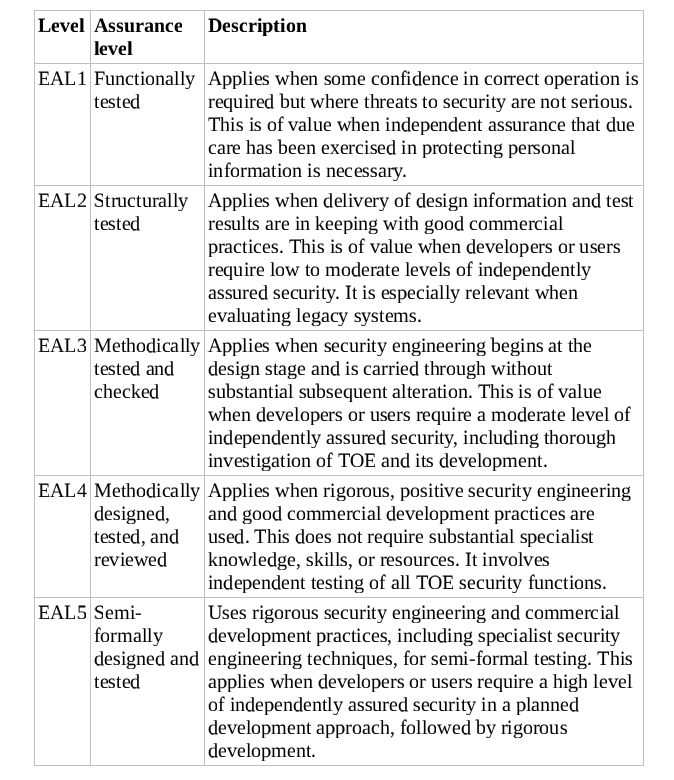 Level Assurance level Description
EAL1 Functionally tested Applies when some confidence in correct operation is
required but where threats to security are not serious.
This is of value when independent assurance that due
care has been exercised in protecting personal
information is necessary.
EAL2 Structurally tested Applies when delivery of design information and test
results are in keeping with good commercial
practices. This is of value when developers or users
require low to moderate levels of independently
assured security. It is especially relevant when
evaluating legacy systems.
EAL3 Methodically tested and checked Applies when security engineering begins at the
design stage and is carried through without
substantial subsequent alteration. This is of value
when developers or users require a moderate level of
independently assured security, including thorough
investigation of TOE and its development.
EAL4 Methodically designed, tested, and reviewed Applies when rigorous, positive security engineering
and good commercial development practices are
used. This does not require substantial specialist
knowledge, skills, or resources. It involves
independent testing of all TOE security functions.
EAL5 Semi-formally designed and tested Uses rigorous security engineering and commercial
development practices, including specialist security
engineering techniques, for semi-formal testing. This
applies when developers or users require a high level
of independently assured security in a planned
development approach, followed by rigorous
development.